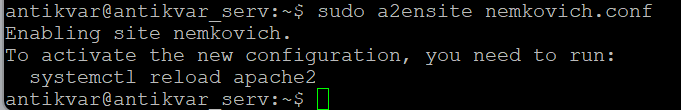 antikvar@antikvar_serv:~$ sudo a2ensite nemkovich.conf
Enabling site nemkovich.
To activate the new configuration, you need to run:
  systemctl reload apache2
antikvar@antikvar_serv:~$